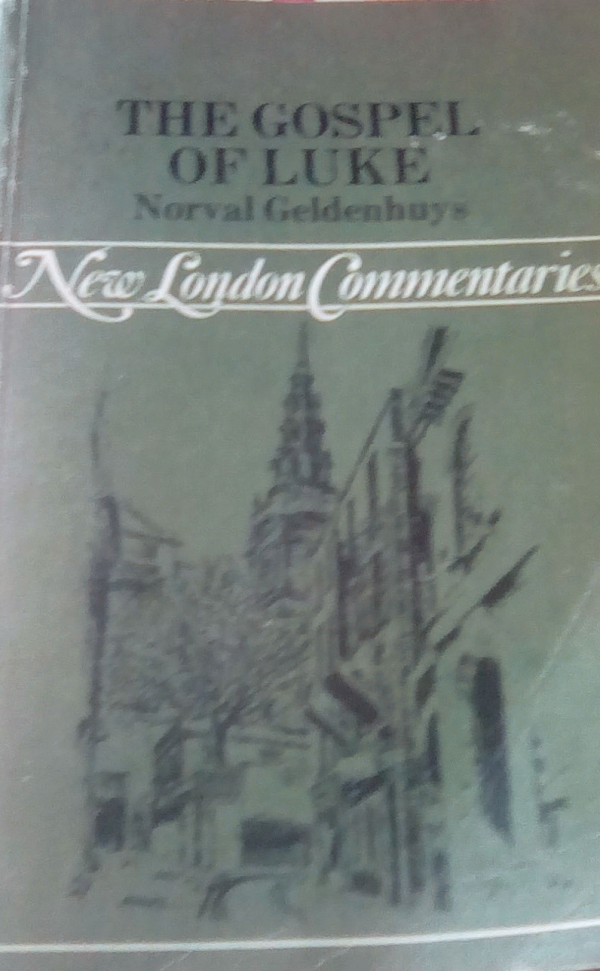 THE GOSPEL
OF LUKE
Norval Geldenhuys
New London Commentaries